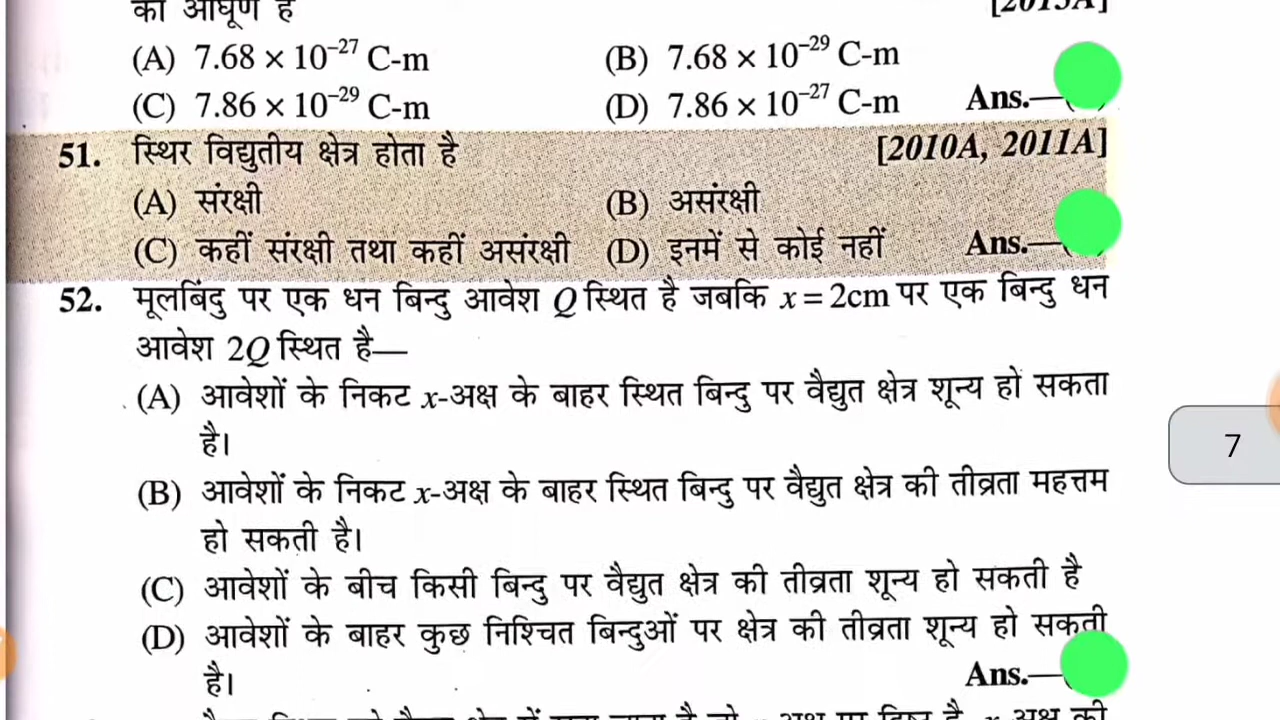 का आघूर्ण है [2015A]
(A) 7.68 × 10⁻²⁷ C-m (B) 7.68 × 10⁻²⁹ C-m
(C) 7.86 × 10⁻²⁹ C-m (D) 7.86 × 10⁻²⁷ C-m Ans.—(
51. स्थिर विद्युतीय क्षेत्र होता है [2010A, 2011A]
(A) संरक्षी (B) असंरक्षी
(C) कहीं संरक्षी तथा कहीं असंरक्षी (D) इनमें से कोई नहीं Ans.—(
52. मूलबिंदु पर एक धन बिन्दु आवेश Q स्थित है जबकि x = 2cm पर एक बिन्दु धन
आवेश 2Q स्थित है—
(A) आवेशों के निकट x-अक्ष के बाहर स्थित बिन्दु पर वैद्युत क्षेत्र शून्य हो सकता
है।
(B) आवेशों के निकट x-अक्ष के बाहर स्थित बिन्दु पर वैद्युत क्षेत्र की तीव्रता महत्तम
हो सकती है।
(C) आवेशों के बीच किसी बिन्दु पर वैद्युत क्षेत्र की तीव्रता शून्य हो सकती है
(D) आवेशों के बाहर कुछ निश्चित बिन्दुओं पर क्षेत्र की तीव्रता शून्य हो सकती
है। Ans.—(
7